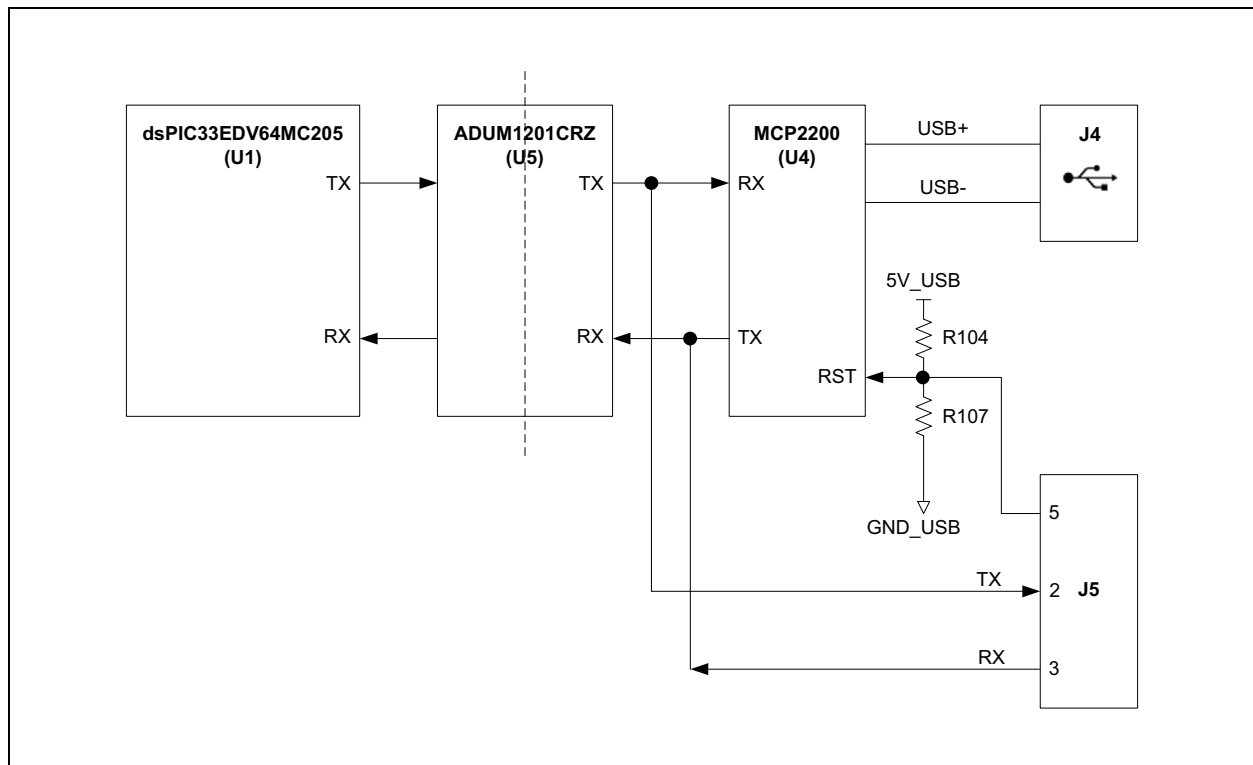 dsPIC33EDV64MC205
(U1)
TX
RX
ADUM1201CRZ
(U5)
TX
RX
MCP2200
(U4)
RX
TX
RST
USB+
USB-
J4
5V_USB
R104
R107
GND_USB
5
TX
2
J5
RX
3